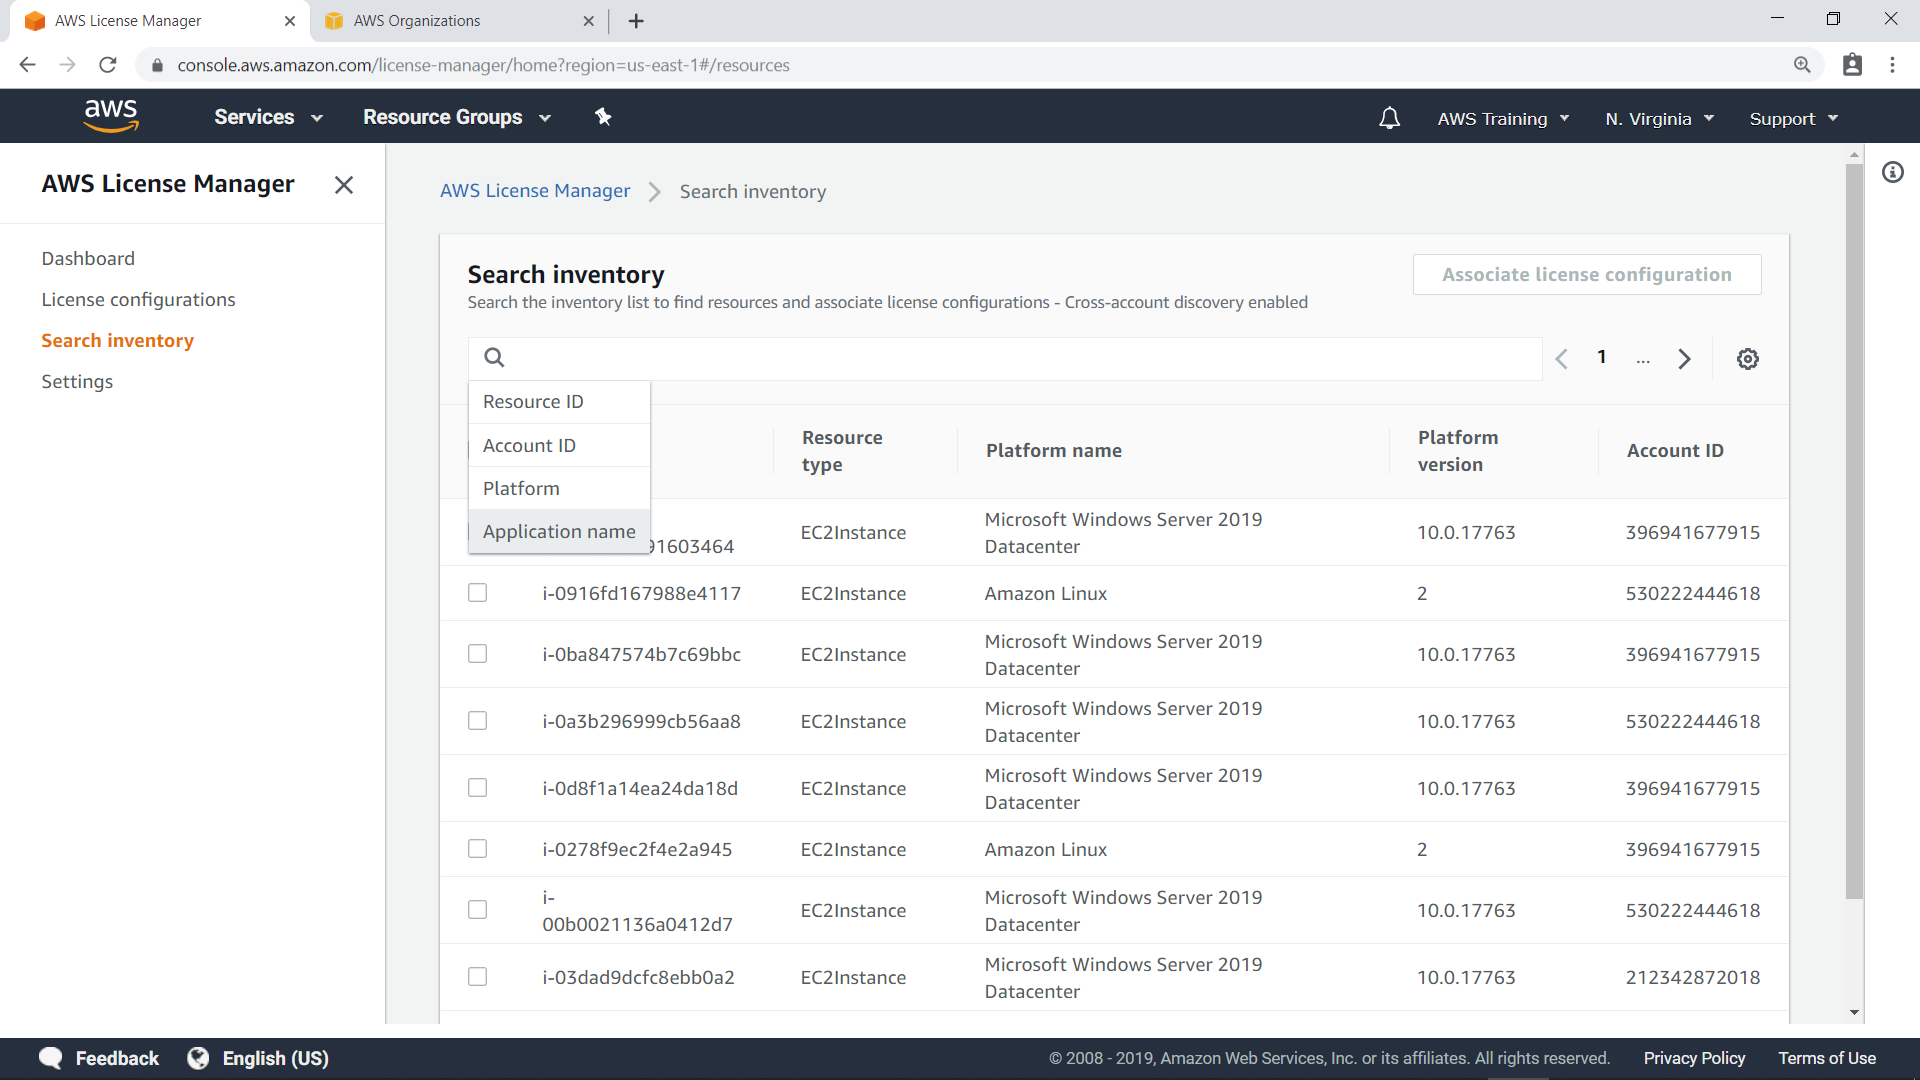 AWS License Manager
AWS Organizations
console.aws.amazon.com/license-manager/home?region=us-east-1#/resources
aws
Services
Resource Groups
AWS Training
N. Virginia
Support
AWS License Manager
Dashboard
License configurations
Search inventory
Settings
AWS License Manager
Search inventory
Search inventory
Associate license configuration
Search the inventory list to find resources and associate license configurations - Cross-account discovery enabled
1
...
Resource ID
Account ID
Platform
Application name
Resource
type
Platform name
Platform
version
Account ID
91603464
EC2Instance
Microsoft Windows Server 2019
Datacenter
10.0.17763
396941677915
i-0916fd167988e4117
EC2Instance
Amazon Linux
2
530222444618
i-0ba847574b7c69bbc
EC2Instance
Microsoft Windows Server 2019
Datacenter
10.0.17763
396941677915
i-0a3b296999cb56aa8
EC2Instance
Microsoft Windows Server 2019
Datacenter
10.0.17763
530222444618
i-0d8f1a14ea24da18d
EC2Instance
Microsoft Windows Server 2019
Datacenter
10.0.17763
396941677915
i-0278f9ec2f4e2a945
EC2Instance
Amazon Linux
2
396941677915
i-
00b0021136a0412d7
EC2Instance
Microsoft Windows Server 2019
Datacenter
10.0.17763
530222444618
i-03dad9dcfc8ebb0a2
EC2Instance
Microsoft Windows Server 2019
Datacenter
10.0.17763
212342872018
Feedback
English (US)
© 2008 - 2019, Amazon Web Services, Inc. or its affiliates. All rights reserved.
Privacy Policy
Terms of Use